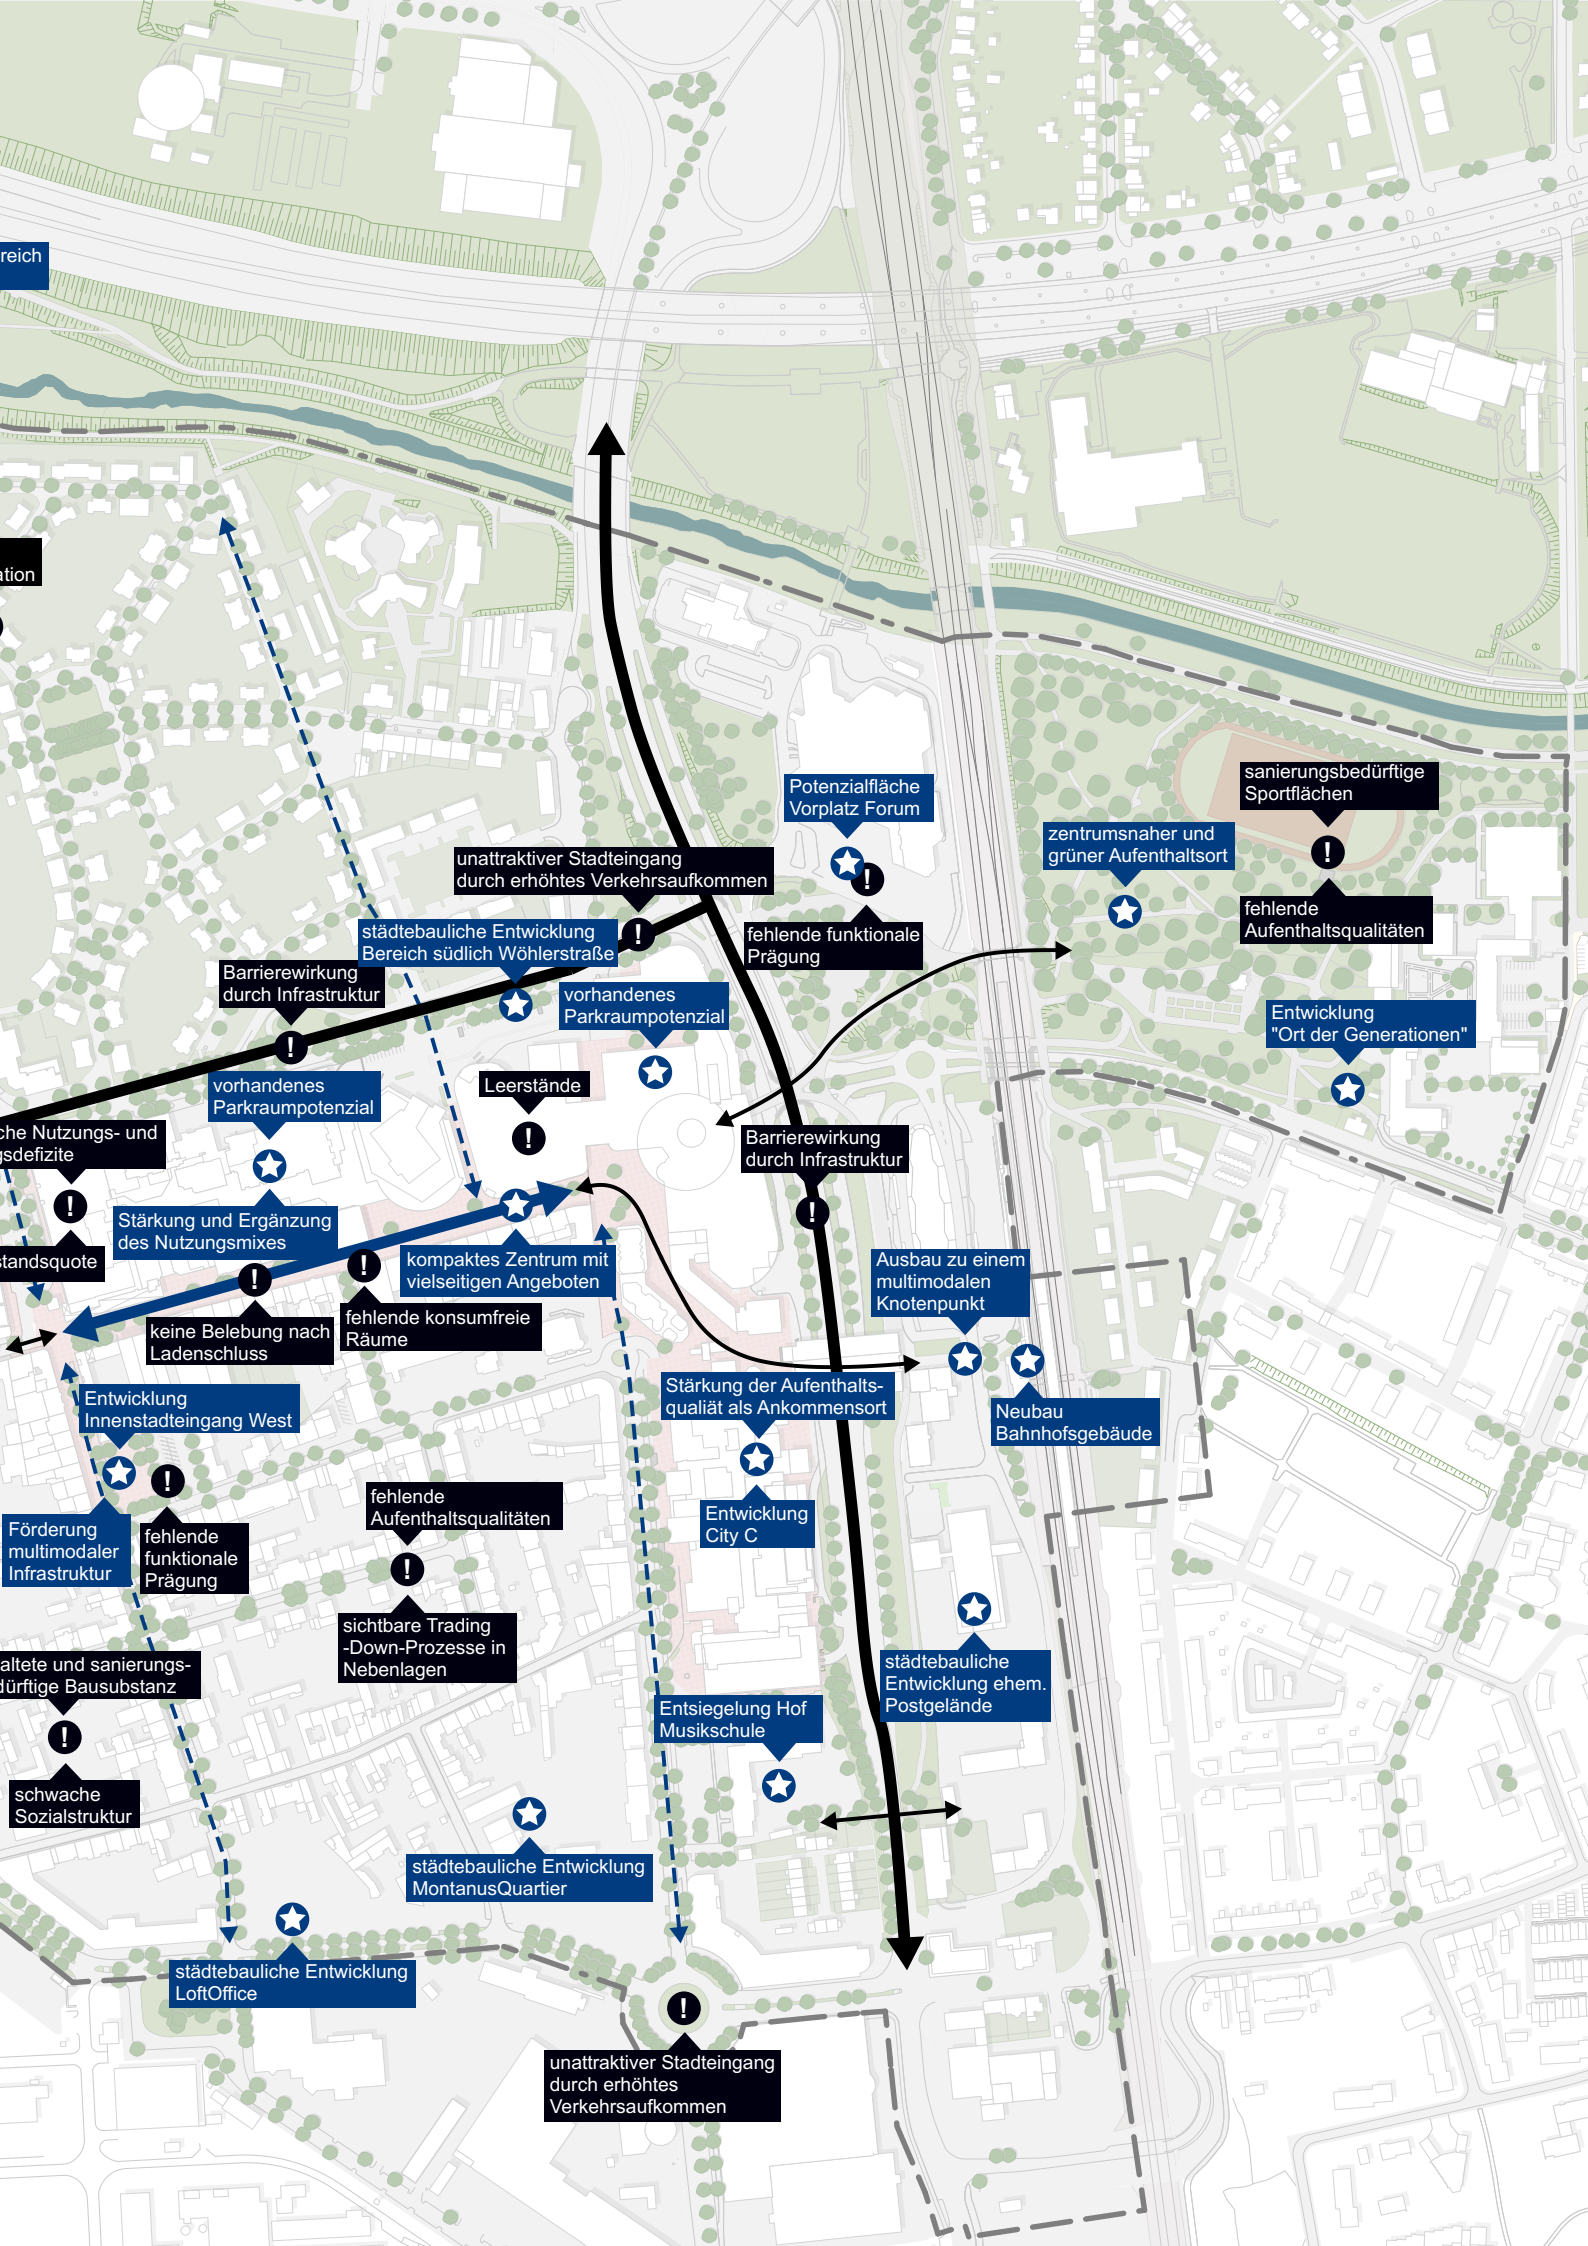 reich
ation
Potenzialfläche
Vorplatz Forum
sanierungsbedürftige
Sportflächen
zentrumsnaher und
grüner Aufenthaltsort
unattraktiver Stadteingang
durch erhöhtes Verkehrsaufkommen
fehlende
Aufenthaltsqualitäten
städtebauliche Entwicklung
Bereich südlich Wöhlerstraße
fehlende funktionale
Prägung
Barrierewirkung
durch Infrastruktur
vorhandenes
Parkraumpotenzial
Entwicklung
"Ort der Generationen"
vorhandenes
Parkraumpotenzial
Leerstände
che Nutzungs- und
gsdefizite
Barrierewirkung
durch Infrastruktur
Stärkung und Ergänzung
des Nutzungsmixes
standsquote
kompaktes Zentrum mit
vielseitigen Angeboten
Ausbau zu einem
multimodalen
Knotenpunkt
keine Belebung nach
Ladenschluss
fehlende konsumfreie
Räume
Entwicklung
Innenstadteingang West
Stärkung der Aufenthalts-
qualiät als Ankommensort
Neubau
Bahnhofsgebäude
fehlende
Aufenthaltsqualitäten
Entwicklung
City C
Förderung
multimodaler
Infrastruktur
fehlende
funktionale
Prägung
sichtbare Trading
-Down-Prozesse in
Nebenlagen
altete und sanierungs-
dürftige Bausubstanz
städtebauliche
Entwicklung ehem.
Postgelände
Entsiegelung Hof
Musikschule
schwache
Sozialstruktur
städtebauliche Entwicklung
MontanusQuartier
städtebauliche Entwicklung
LoftOffice
unattraktiver Stadteingang
durch erhöhtes
Verkehrsaufkommen